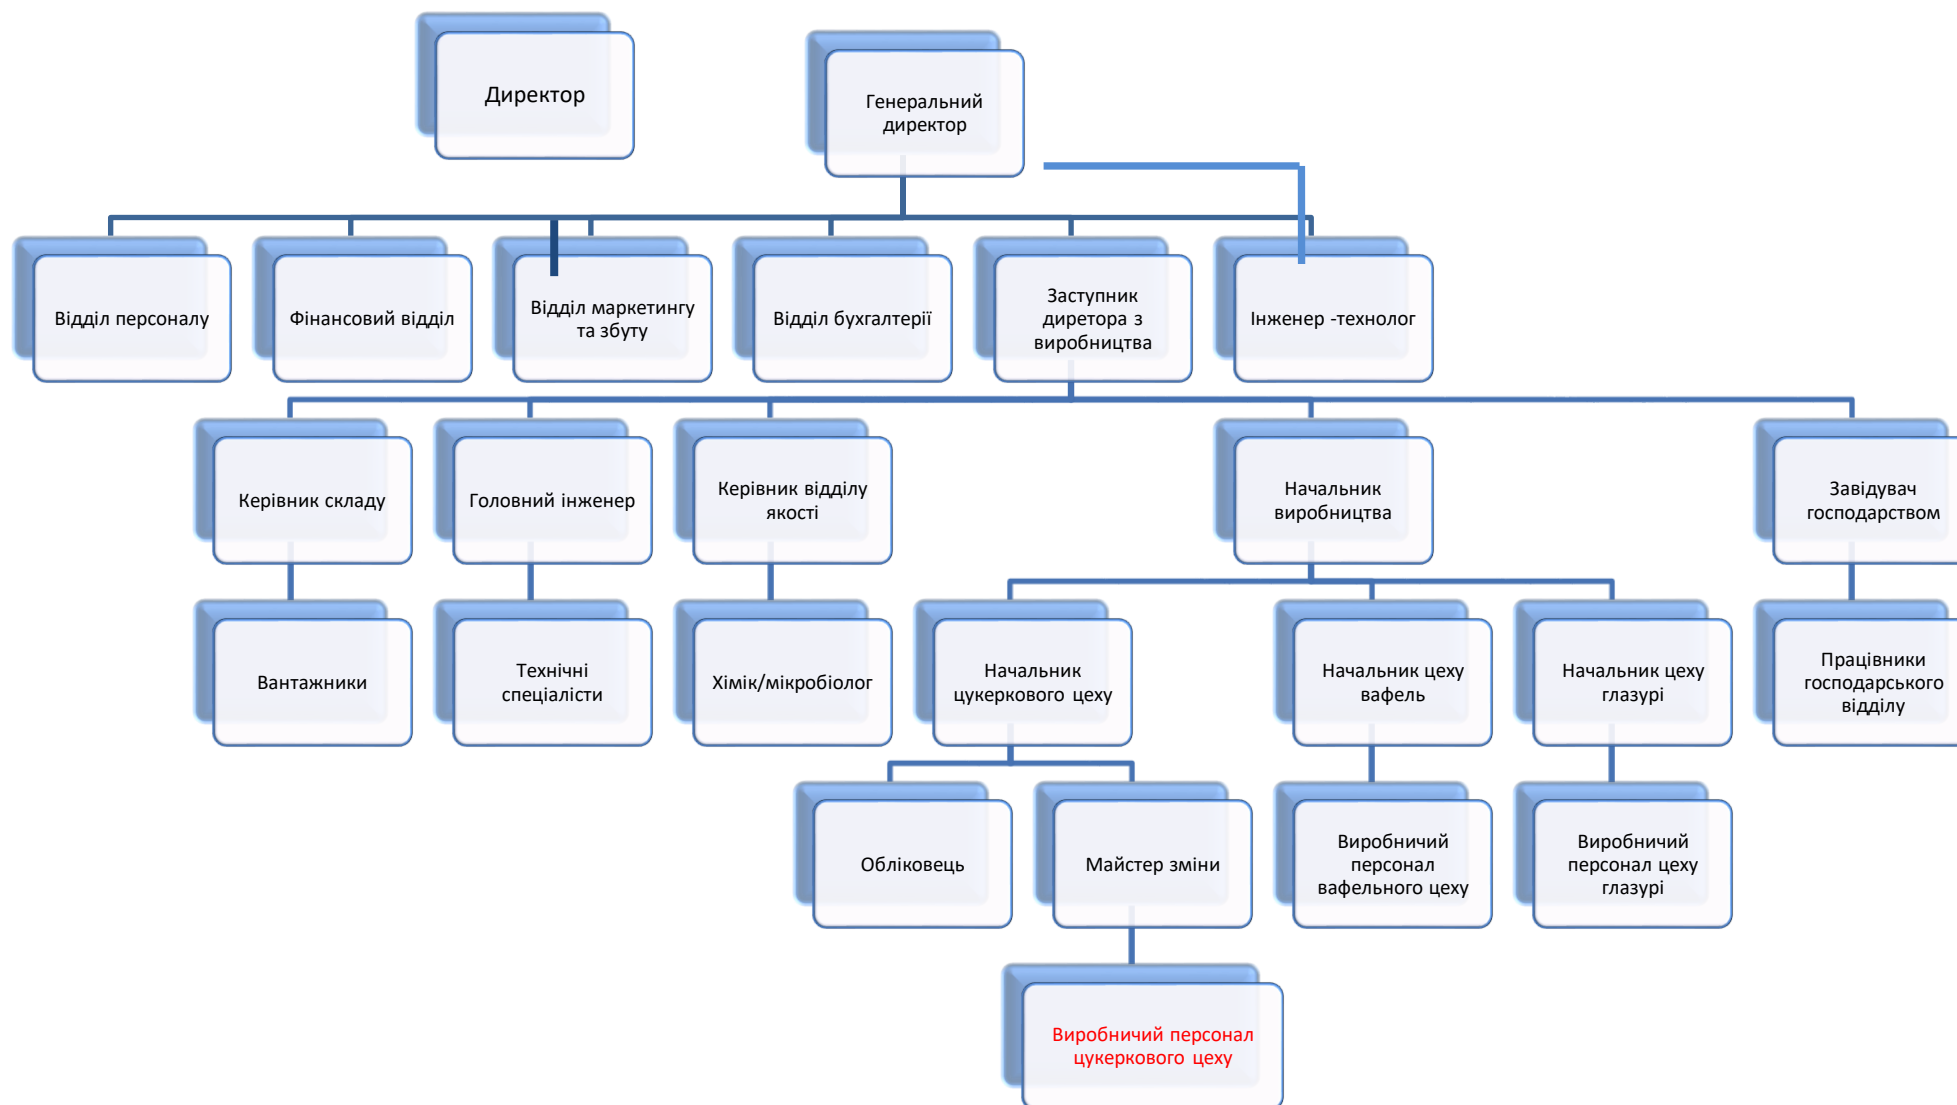 Директор
Генеральний
директор
Відділ персоналу
Фінансовий відділ
Відділ маркетингу
та збуту
Відділ бухгалтерії
Заступник
диретора з
виробництва
Інженер -технолог
Керівник складу
Головний інженер
Керівник відділу
якості
Начальник
виробництва
Завідувач
господарством
Вантажники
Технічні
спеціалісти
Хімік/мікробіолог
Начальник
цукеркового цеху
Начальник цеху
вафель
Начальник цеху
глазурі
Працівники
господарського
відділу
Обліковець
Майстер зміни
Виробничий
персонал
вафельного цеху
Виробничий
персонал цеху
глазурі
Виробничий персонал
цукеркового цеху